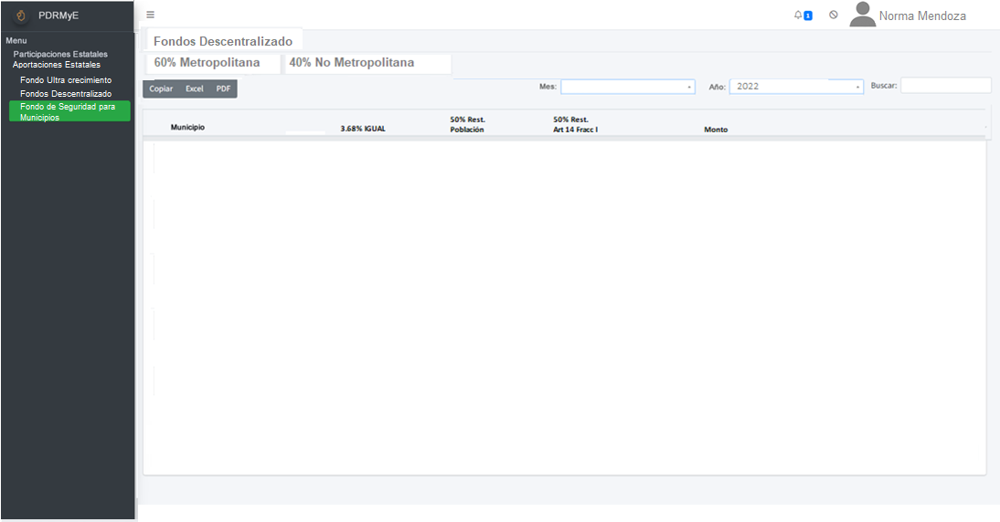 PDRMyE
Norma Mendoza
1
Menu
Participaciones Estatales
Aportaciones Estatales
Fondo Ultra crecimiento
Fondos Descentralizado
Fondo de Seguridad para
Municipios
Fondos Descentralizado
60% Metropolitana
40% No Metropolitana
Copiar Excel PDF
Mes:
Año: 2022
Buscar:
Municipio
3.68% IGUAL
50% Rest.
Población
50% Rest.
Art 14 Fracc I
Monto